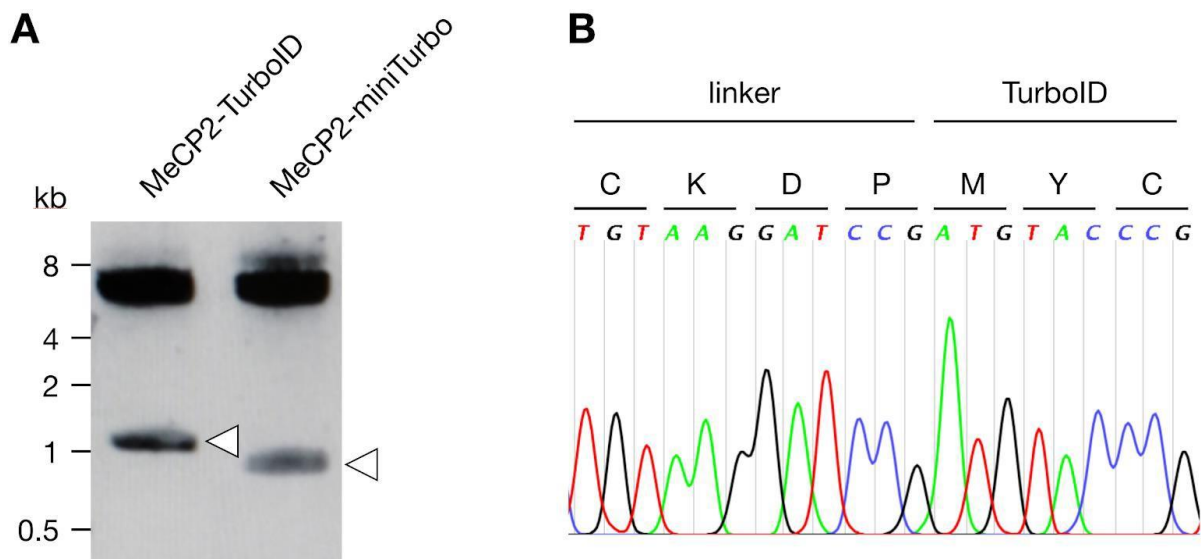 A
MeCP2-TurboID
MeCP2-miniTurbo
kb
8
4
2
1
0.5
B
linker TurboID
C K D P M Y C
T G T A A G G A T C C G A T G T A C C C G